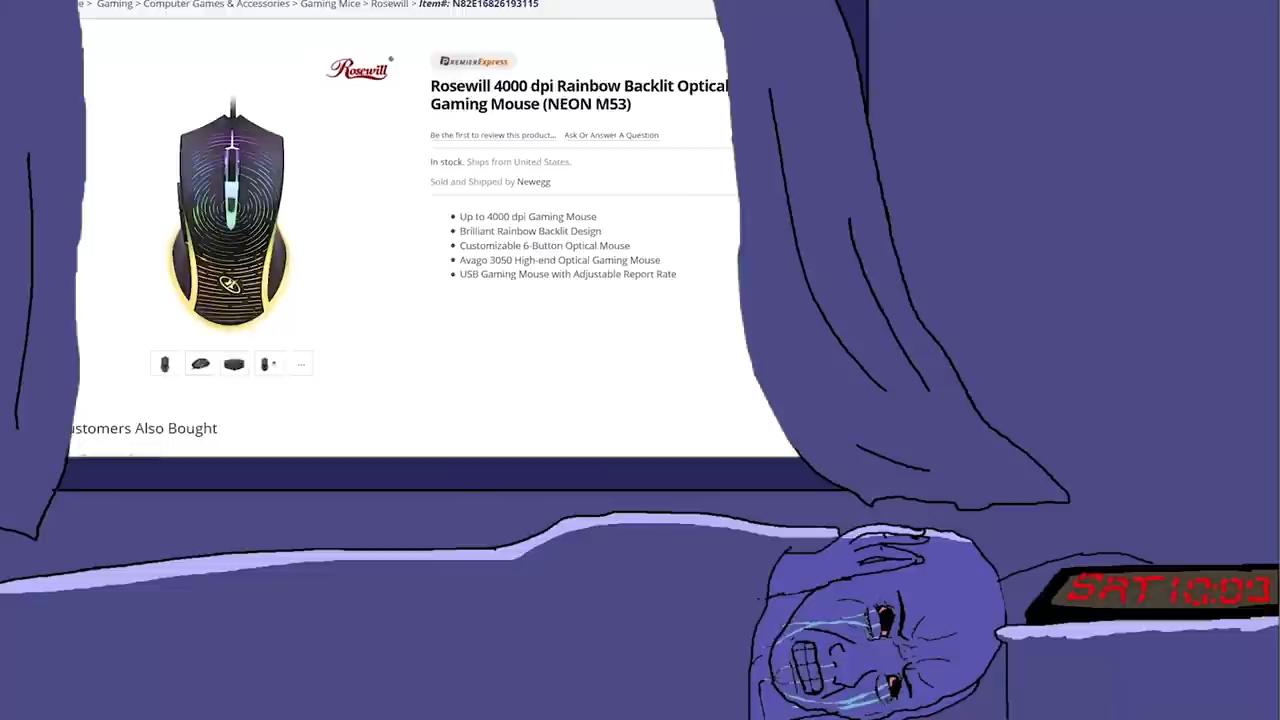 > Gaming > Computer Games & Accessories > Gaming Mice > Rosewill > Item#: N82E16826193115
Rosewill®
PREMIER Express
Rosewill 4000 dpi Rainbow Backlit Optical
Gaming Mouse (NEON M53)
Be the first to review this product... Ask Or Answer A Question
In stock. Ships from United States.
Sold and Shipped by Newegg
• Up to 4000 dpi Gaming Mouse
• Brilliant Rainbow Backlit Design
• Customizable 6-Button Optical Mouse
• Avago 3050 High-end Optical Gaming Mouse
• USB Gaming Mouse with Adjustable Report Rate
...
ustomers Also Bought
SAT 10:00